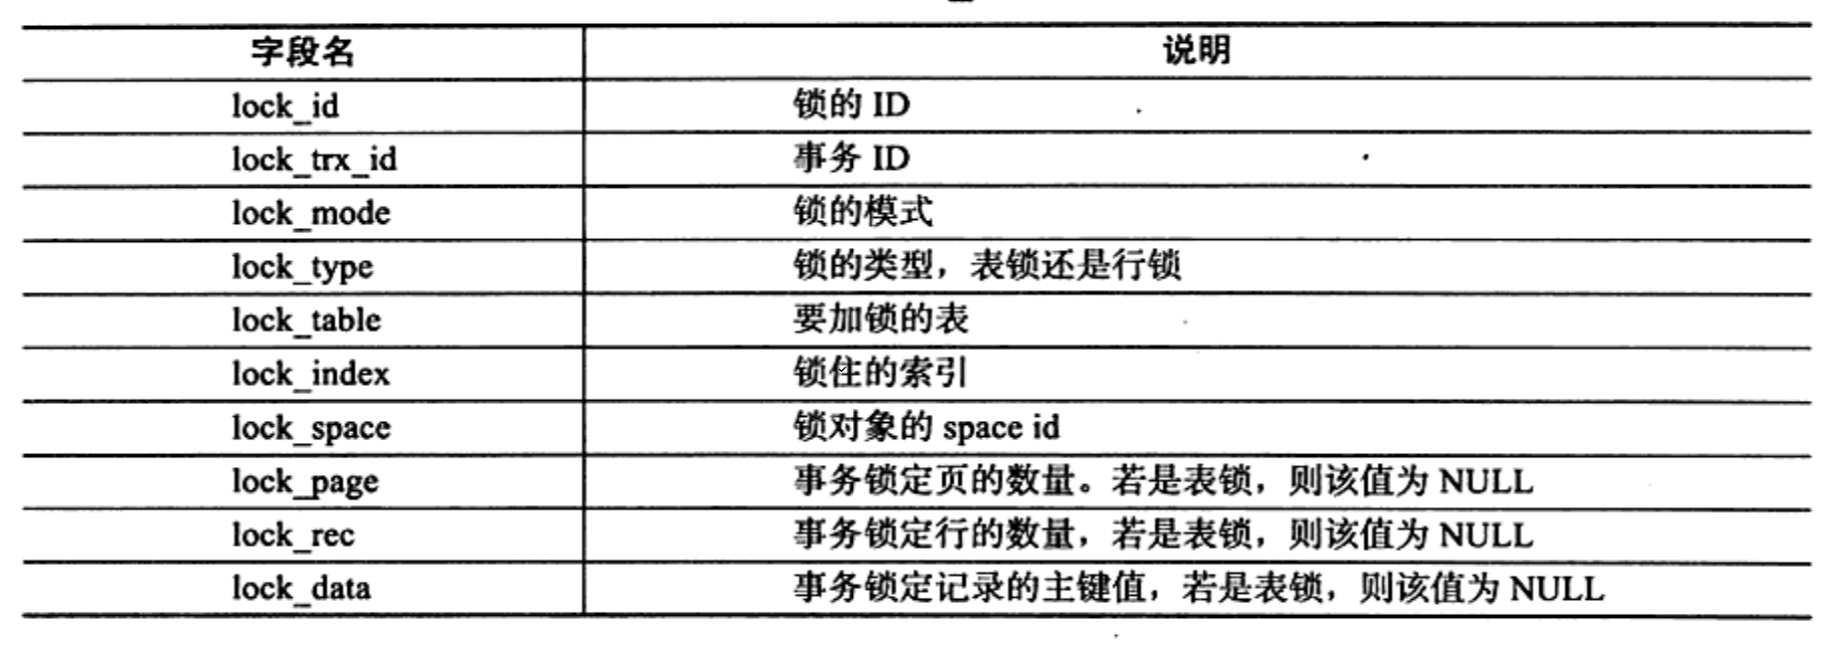 字段名 说明
lock_id 锁的 ID
lock_trx_id 事务 ID
lock_mode 锁的模式
lock_type 锁的类型，表锁还是行锁
lock_table 要加锁的表
lock_index 锁住的索引
lock_space 锁对象的 space id
lock_page 事务锁定页的数量。若是表锁，则该值为 NULL
lock_rec 事务锁定行的数量，若是表锁，则该值为 NULL
lock_data 事务锁定记录的主键值，若是表锁，则该值为 NULL